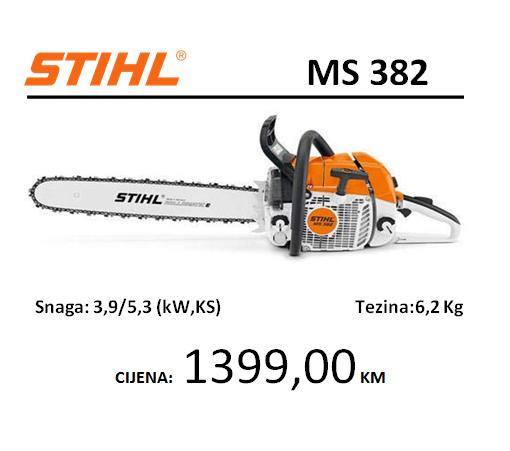 STIHL®
MS 382
STIHL
STIHL
MS 382
Snaga: 3,9/5,3 (kW,KS)
Tezina:6,2 Kg
CIJENA: 1399,00 KM